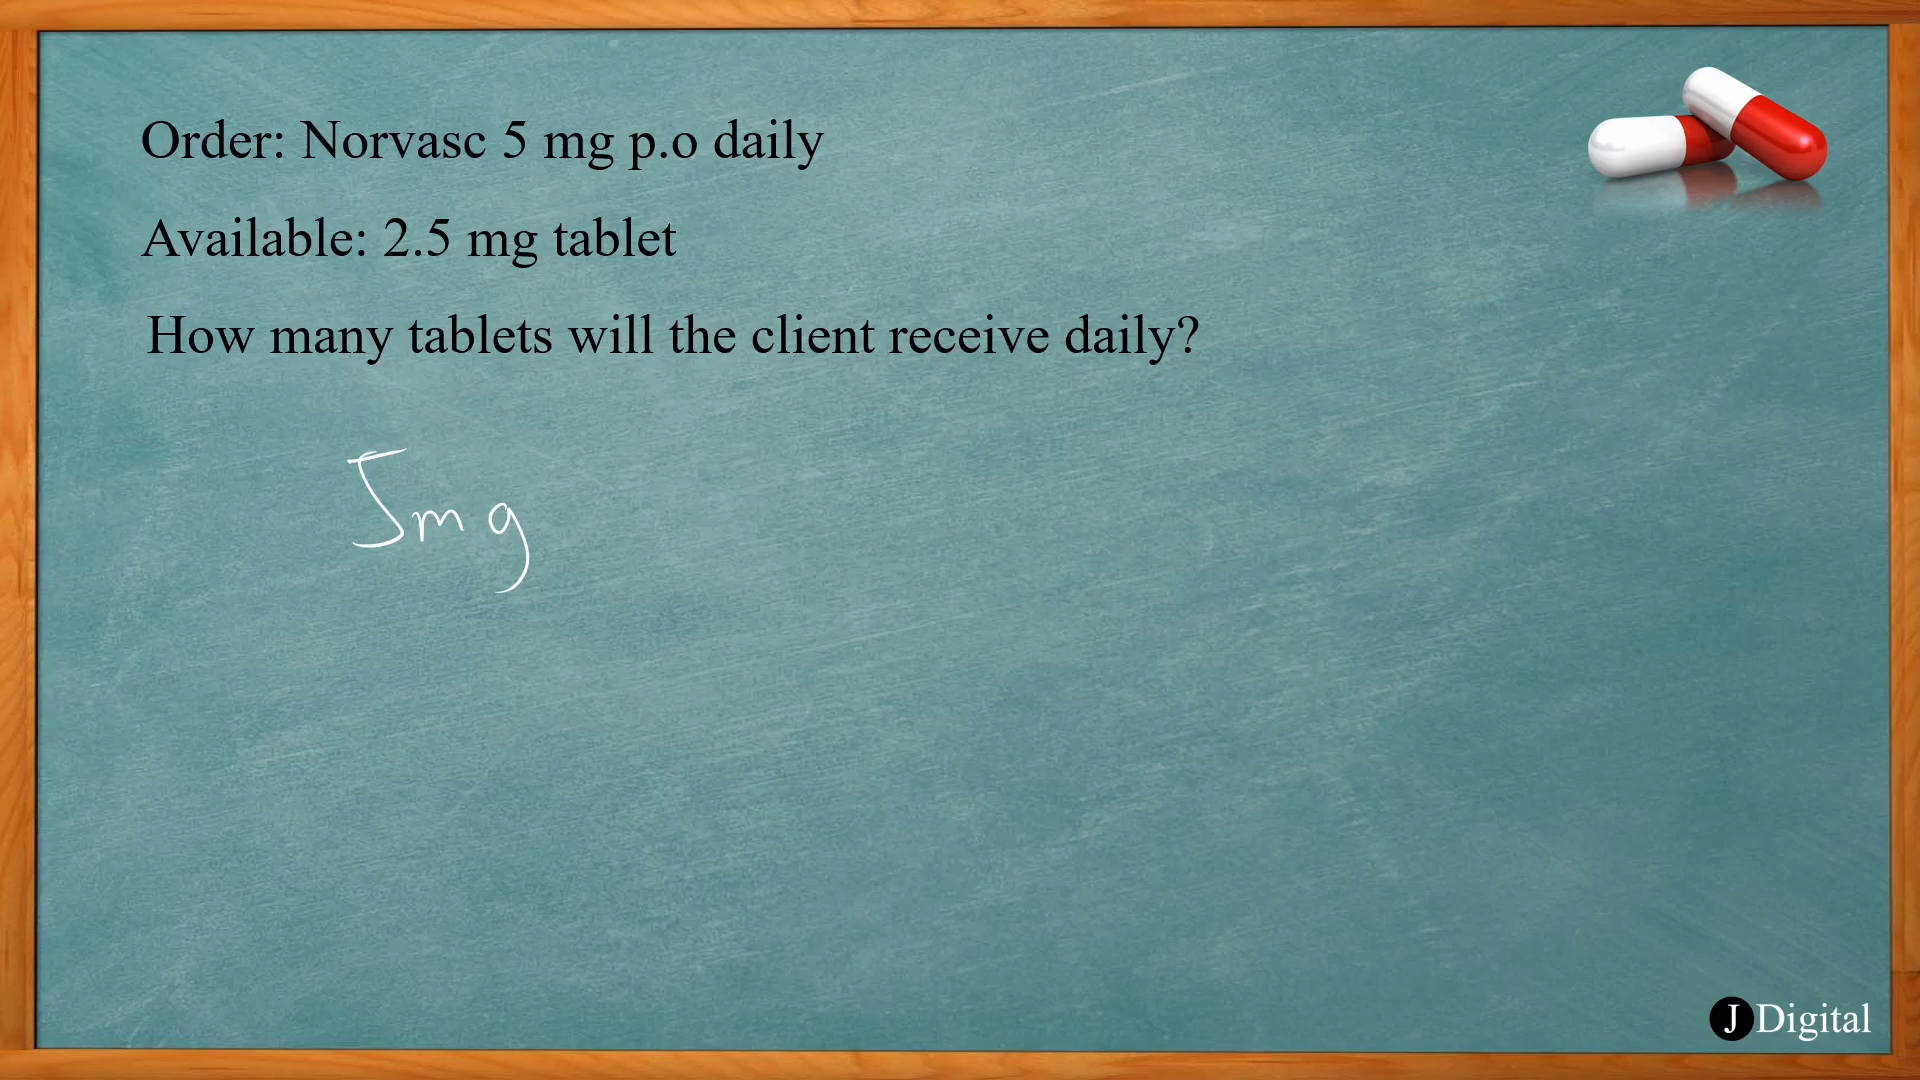 Order: Norvasc 5 mg p.o daily
Available: 2.5 mg tablet
How many tablets will the client receive daily?
5mg
J Digital